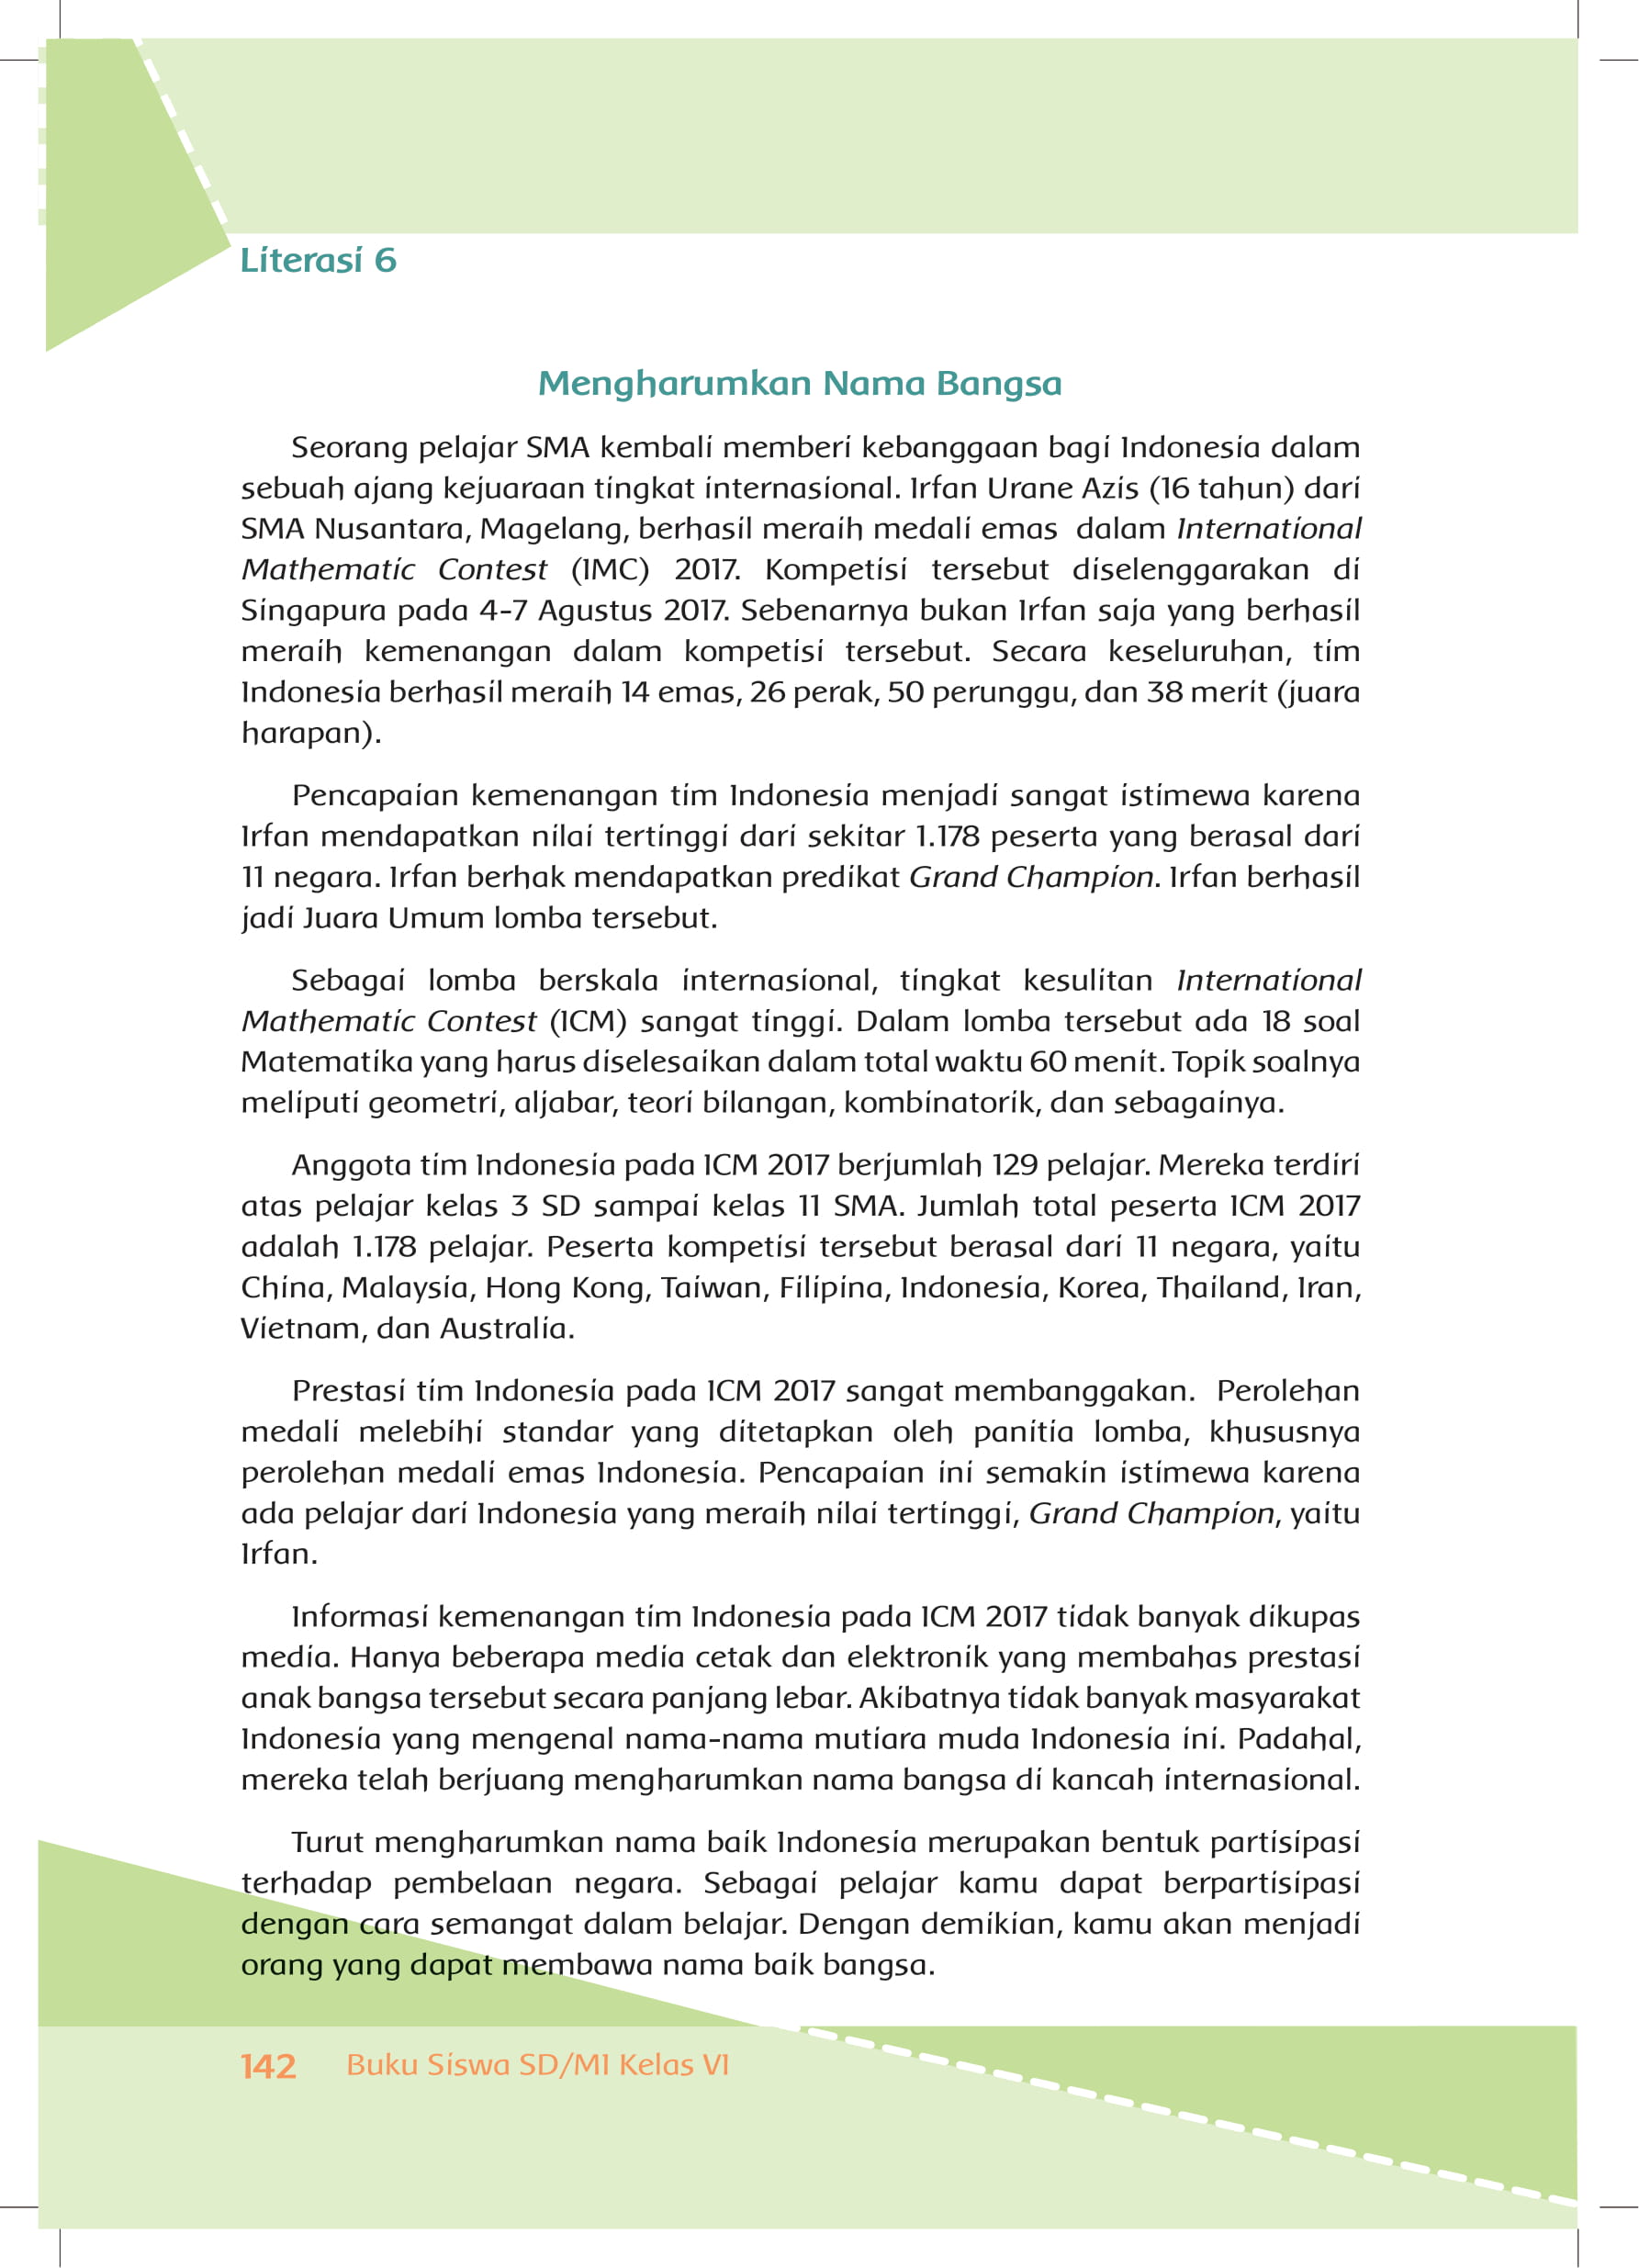 Literasi 6
Mengharumkan Nama Bangsa
Seorang pelajar SMA kembali memberi kebanggaan bagi Indonesia dalam
sebuah ajang kejuaraan tingkat internasional. Irfan Urane Azis (16 tahun) dari
SMA Nusantara, Magelang, berhasil meraih medali emas  dalam International
Mathematic Contest (IMC) 2017. Kompetisi tersebut diselenggarakan di
Singapura pada 4-7 Agustus 2017. Sebenarnya bukan Irfan saja yang berhasil
meraih kemenangan dalam kompetisi tersebut. Secara keseluruhan, tim
Indonesia berhasil meraih 14 emas, 26 perak, 50 perunggu, dan 38 merit (juara
harapan).
Pencapaian kemenangan tim Indonesia menjadi sangat istimewa karena
Irfan mendapatkan nilai tertinggi dari sekitar 1.178 peserta yang berasal dari
11 negara. Irfan berhak mendapatkan predikat Grand Champion. Irfan berhasil
jadi Juara Umum lomba tersebut.
Sebagai lomba berskala internasional, tingkat kesulitan International
Mathematic Contest (ICM) sangat tinggi. Dalam lomba tersebut ada 18 soal
Matematika yang harus diselesaikan dalam total waktu 60 menit. Topik soalnya
meliputi geometri, aljabar, teori bilangan, kombinatorik, dan sebagainya.
Anggota tim Indonesia pada ICM 2017 berjumlah 129 pelajar. Mereka terdiri
atas pelajar kelas 3 SD sampai kelas 11 SMA. Jumlah total peserta ICM 2017
adalah 1.178 pelajar. Peserta kompetisi tersebut berasal dari 11 negara, yaitu
China, Malaysia, Hong Kong, Taiwan, Filipina, Indonesia, Korea, Thailand, Iran,
Vietnam, dan Australia.
Prestasi tim Indonesia pada ICM 2017 sangat membanggakan.  Perolehan
medali melebihi standar yang ditetapkan oleh panitia lomba, khususnya
perolehan medali emas Indonesia. Pencapaian ini semakin istimewa karena
ada pelajar dari Indonesia yang meraih nilai tertinggi, Grand Champion, yaitu
Irfan.
Informasi kemenangan tim Indonesia pada ICM 2017 tidak banyak dikupas
media. Hanya beberapa media cetak dan elektronik yang membahas prestasi
anak bangsa tersebut secara panjang lebar. Akibatnya tidak banyak masyarakat
Indonesia yang mengenal nama-nama mutiara muda Indonesia ini. Padahal,
mereka telah berjuang mengharumkan nama bangsa di kancah internasional.
Turut mengharumkan nama baik Indonesia merupakan bentuk partisipasi
terhadap pembelaan negara. Sebagai pelajar kamu dapat berpartisipasi
dengan cara semangat dalam belajar. Dengan demikian, kamu akan menjadi
orang yang dapat membawa nama baik bangsa.
142 Buku Siswa SD/MI Kelas VI